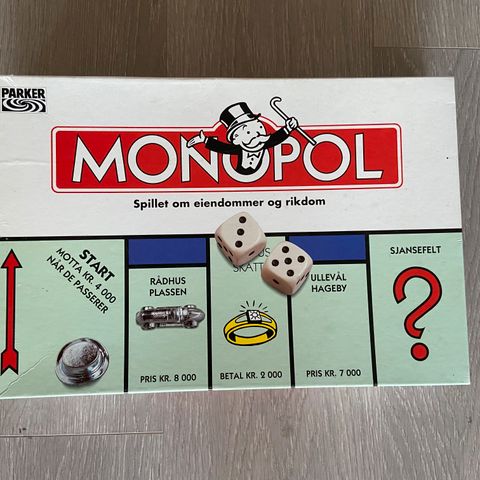 PARKER
MONOPOL
Spillet om eiendommer og rikdom
START
MOTTA KR. 4 000
NÅR DE PASSERER
RÅDHUS
PLASSEN
PRIS KR. 8 000
SKATT
BETAL KR. 2 000
ULLEVÅL
HAGEBY
PRIS KR. 7 000
SJANSEFELT
?